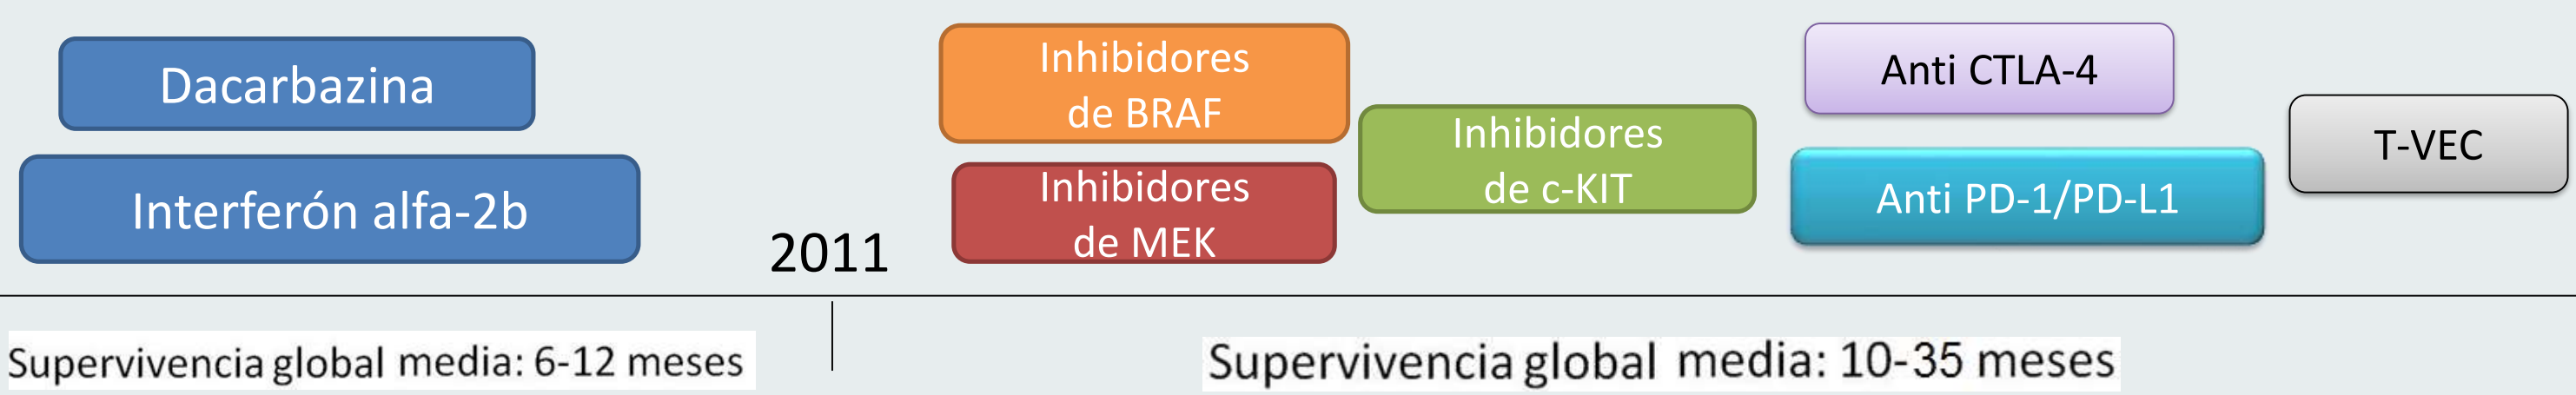 Dacarbazina
Interferón alfa-2b
2011
Inhibidores
de BRAF
Inhibidores
de MEK
Inhibidores
de c-KIT
Anti CTLA-4
Anti PD-1/PD-L1
T-VEC
Supervivencia global media: 6-12 meses
Supervivencia global media: 10-35 meses